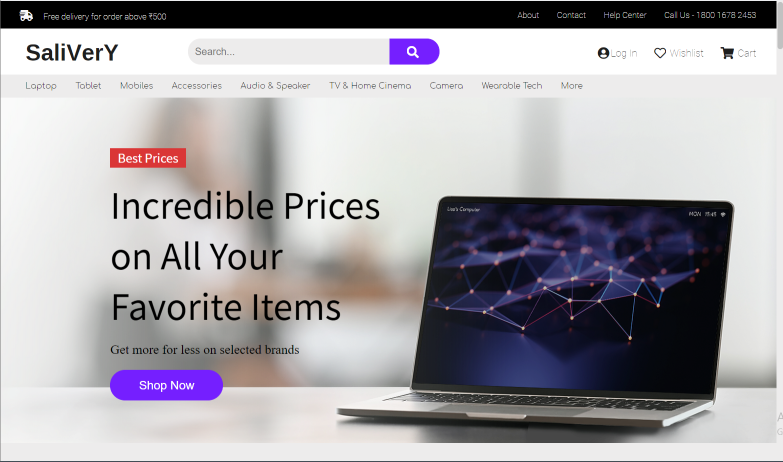 Free delivery for order above ₹500
About Contact Help Center Call Us - 1800 1678 2453
SaliVerY
Search...
Log In Wishlist Cart
Laptop Tablet Mobiles Accessories Audio & Speaker TV & Home Cinema Camera Wearable Tech More
Best Prices
Incredible Prices
on All Your
Favorite Items
Get more for less on selected brands
Shop Now
Lisa's Computer
MON 15:45